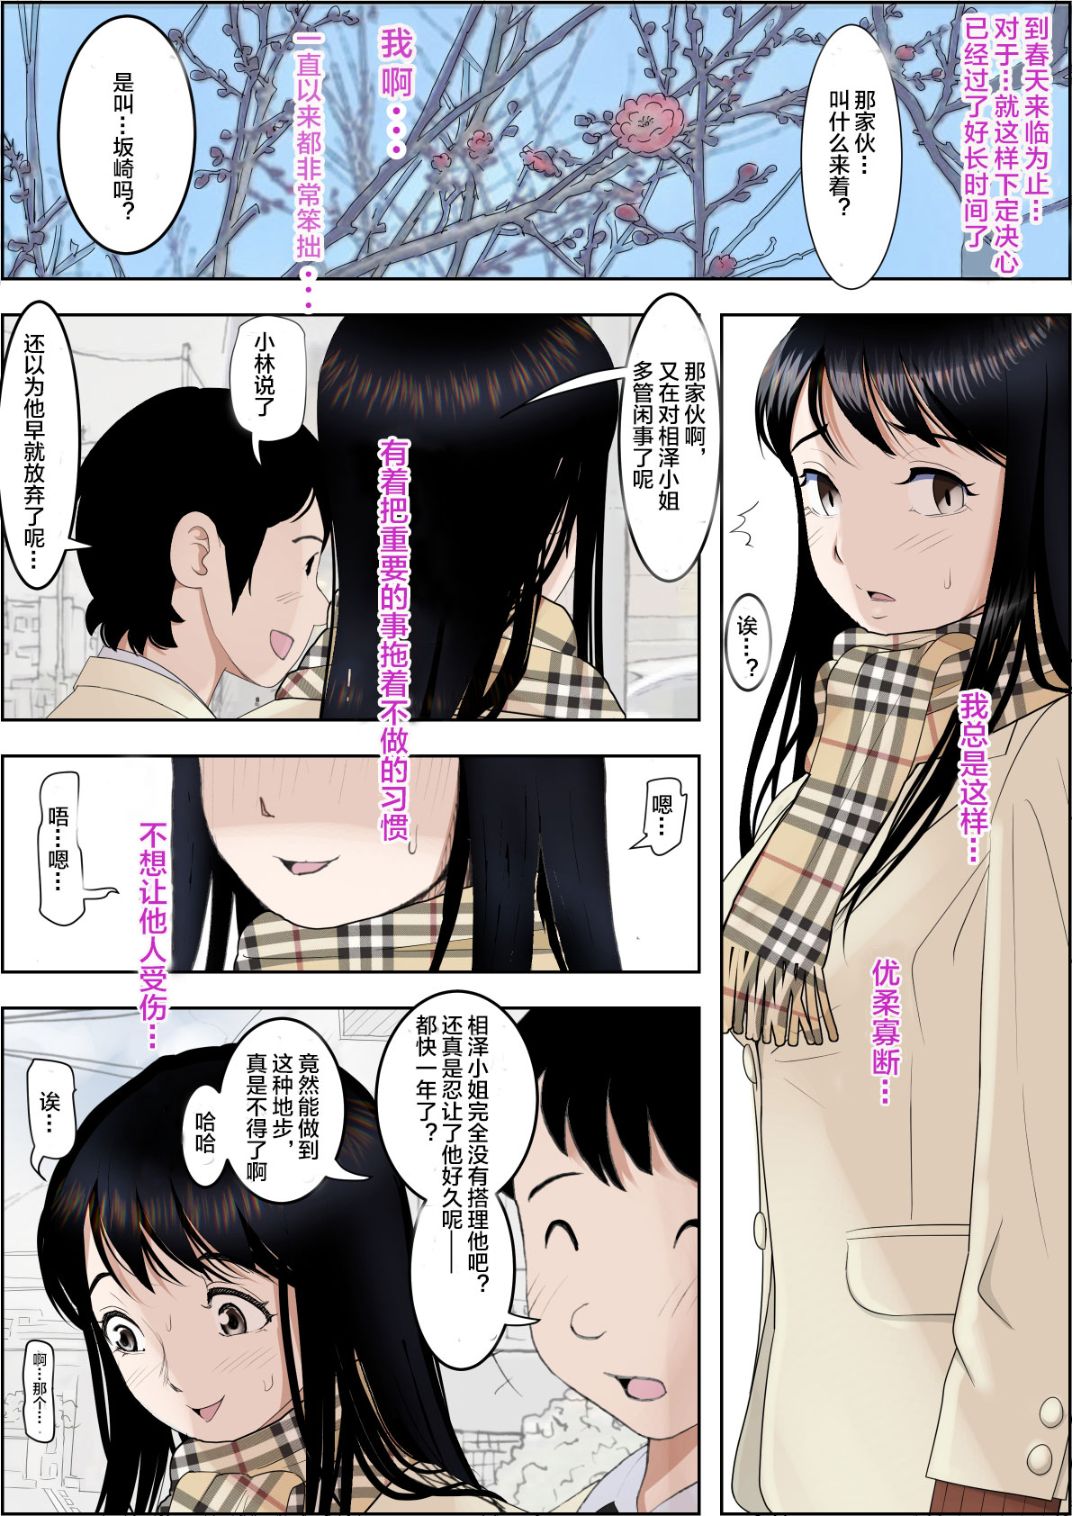 到春天来临为止…
对于…就这样下定决心
已经过了好长时间了
那家伙…
叫什么来着？
我啊…
一直以来都非常笨拙…
是叫…坂崎吗？
诶…？
我总是这样…
优柔寡断…
那家伙啊，
又在对相泽小姐
多管闲事了呢
小林说了
还以为他早就放弃了呢…
有着把重要的事拖着不做的习惯
嗯…
唔…嗯…
不想让他人受伤…
相泽小姐完全没有搭理他吧？
还真是忍让了他好久呢——
都快一年了？
竟然能做到
这种地步，
真是不得了啊
哈哈
诶…
啊…那个…